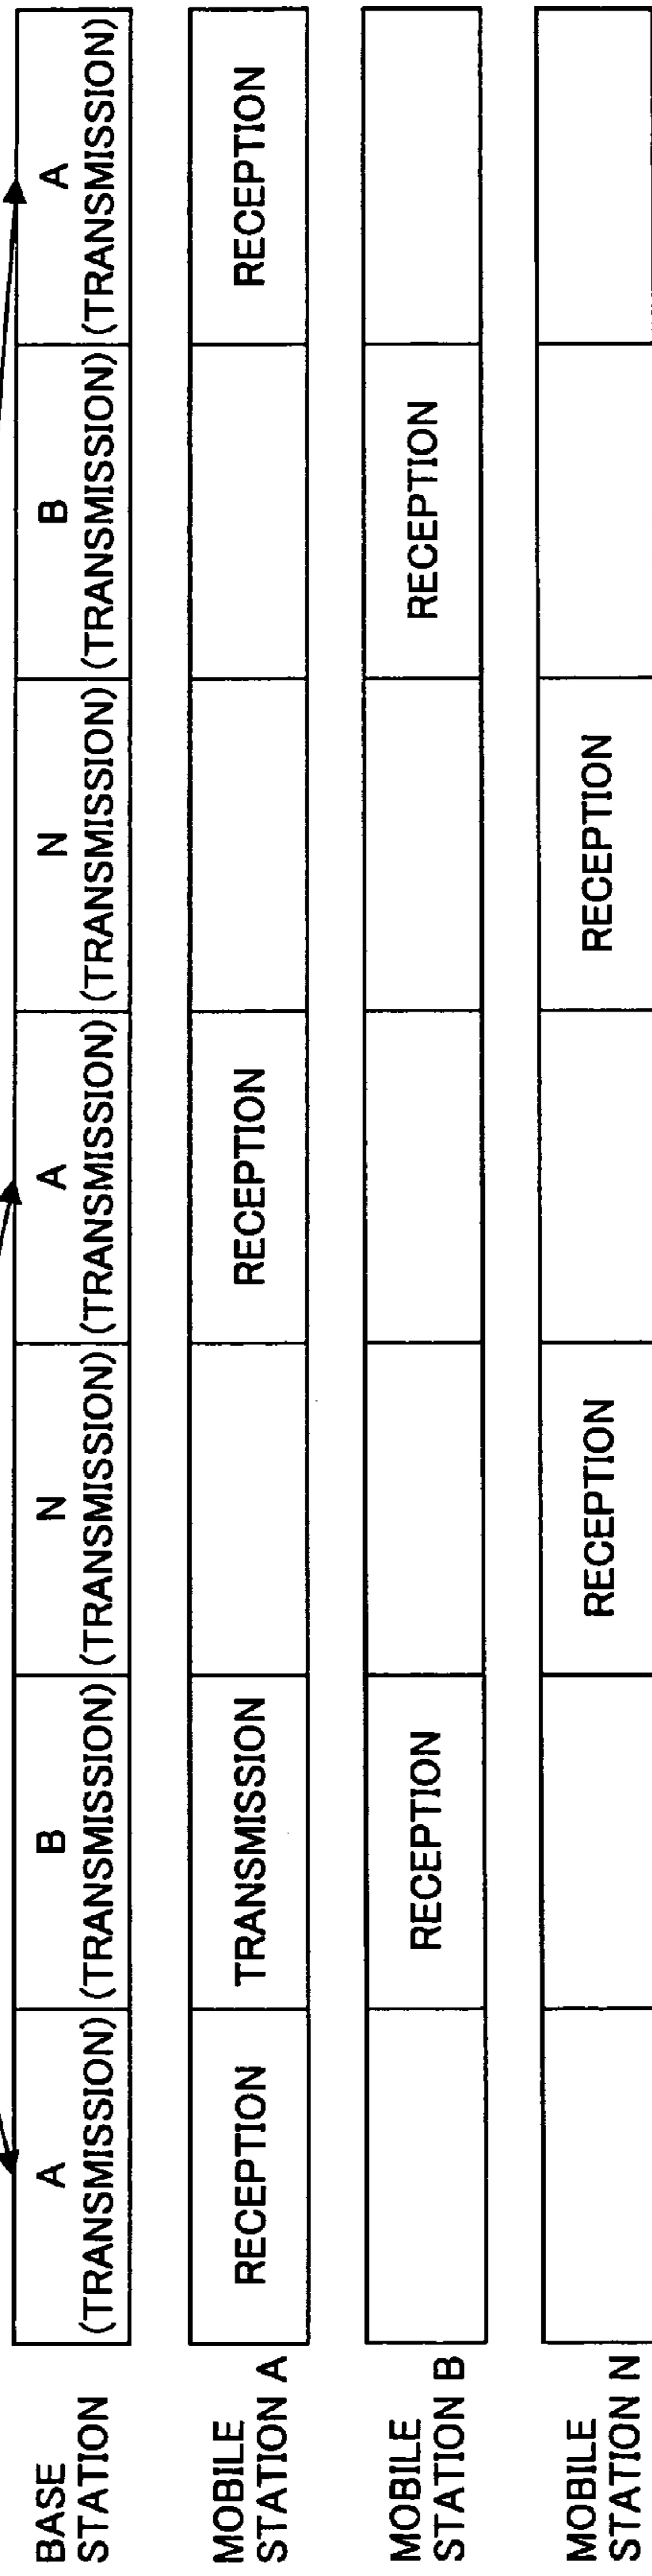 BASE
STATION
A
(TRANSMISSION)
B
(TRANSMISSION)
N
(TRANSMISSION)
A
(TRANSMISSION)
N
(TRANSMISSION)
B
(TRANSMISSION)
A
(TRANSMISSION)
MOBILE
STATION A
RECEPTION
TRANSMISSION
RECEPTION
RECEPTION
MOBILE
STATION B
RECEPTION
RECEPTION
MOBILE
STATION N
RECEPTION
RECEPTION